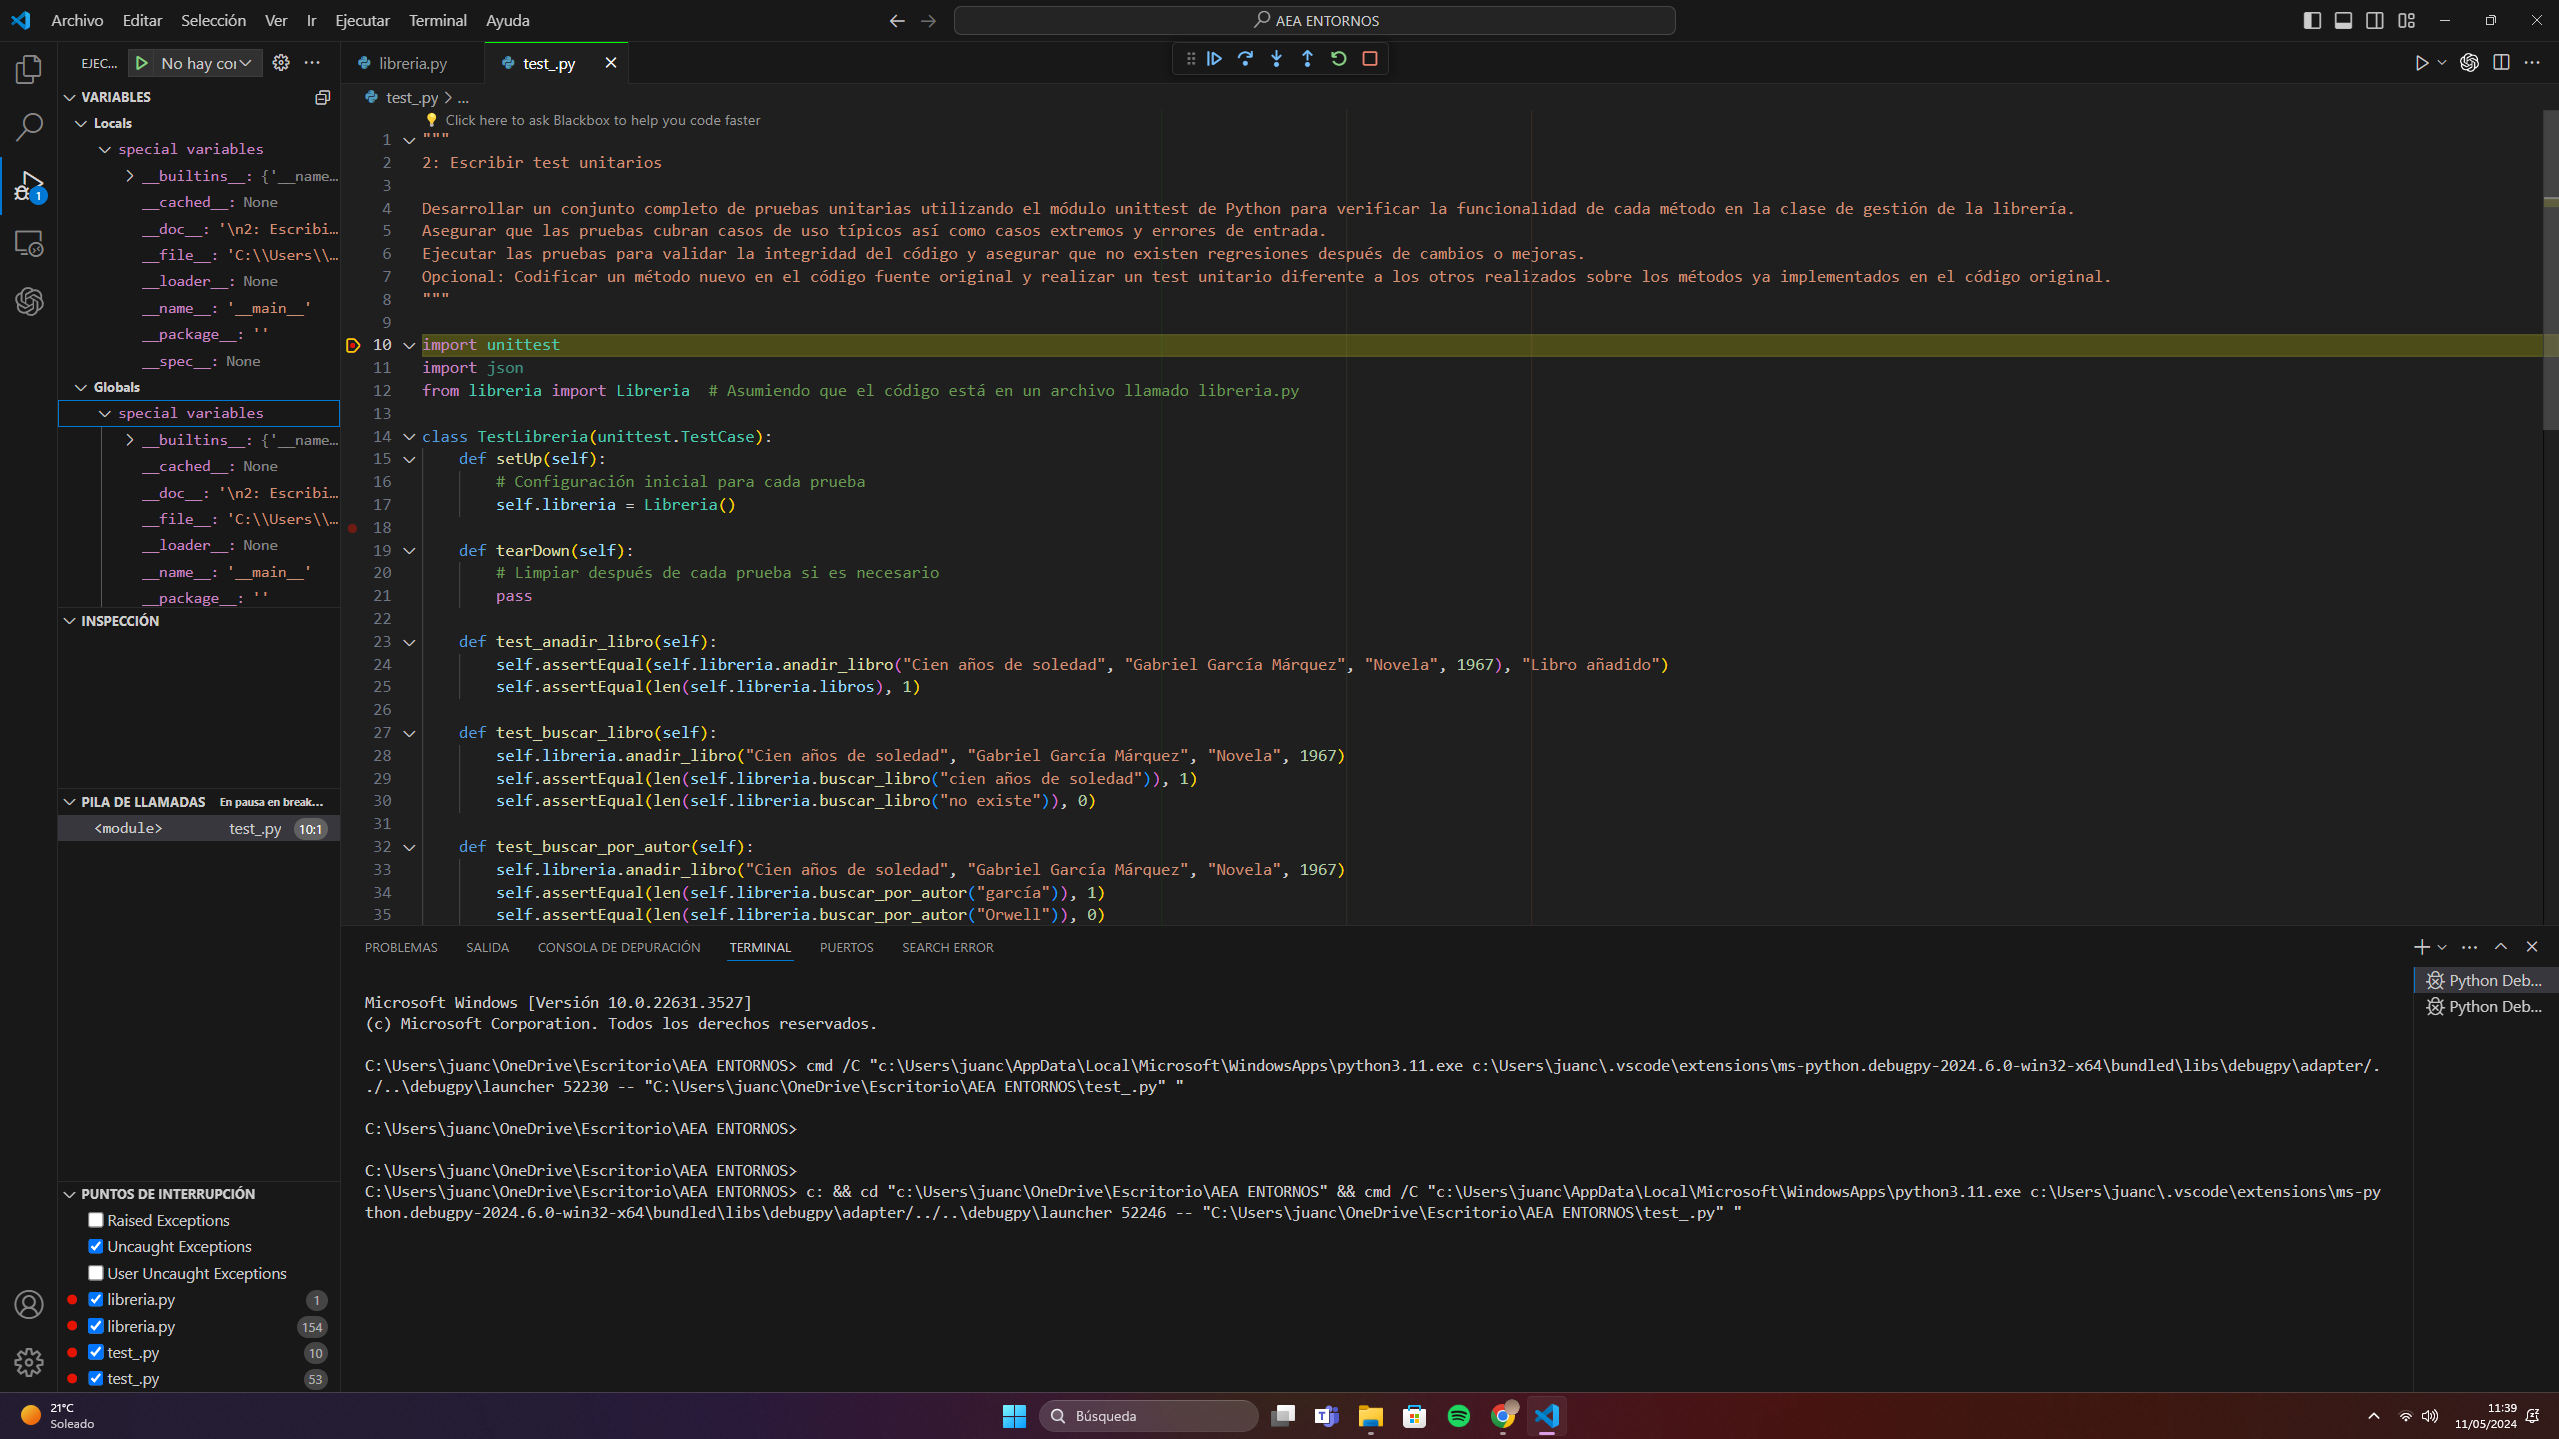 Archivo Editar Selección Ver Ir Ejecutar Terminal Ayuda
AEA ENTORNOS
EJEC...
No hay cor
libreria.py
test_.py
VARIABLES
Locals
special variables
__builtins__: {'__name…
__cached__: None
__doc__: '\n2: Escribi…
__file__: 'C:\\Users\\…
__loader__: None
__name__: '__main__'
__package__: ''
__spec__: None
Globals
special variables
__builtins__: {'__name…
__cached__: None
__doc__: '\n2: Escribi…
__file__: 'C:\\Users\\…
__loader__: None
__name__: '__main__'
__package__: ''
INSPECCIÓN
PILA DE LLAMADAS En pausa en break...
<module> test_.py 10:1
PUNTOS DE INTERRUPCIÓN
Raised Exceptions
Uncaught Exceptions
User Uncaught Exceptions
libreria.py 1
libreria.py 154
test_.py 10
test_.py 53
test_.py > ...
Click here to ask Blackbox to help you code faster
1 """
2 2: Escribir test unitarios
3
4 Desarrollar un conjunto completo de pruebas unitarias utilizando el módulo unittest de Python para verificar la funcionalidad de cada método en la clase de gestión de la librería.
5 Asegurar que las pruebas cubran casos de uso típicos así como casos extremos y errores de entrada.
6 Ejecutar las pruebas para validar la integridad del código y asegurar que no existen regresiones después de cambios o mejoras.
7 Opcional: Codificar un método nuevo en el código fuente original y realizar un test unitario diferente a los otros realizados sobre los métodos ya implementados en el código original.
8 """
9
10 import unittest
11 import json
12 from libreria import Libreria  # Asumiendo que el código está en un archivo llamado libreria.py
13
14 class TestLibreria(unittest.TestCase):
15     def setUp(self):
16         # Configuración inicial para cada prueba
17         self.libreria = Libreria()
18
19     def tearDown(self):
20         # Limpiar después de cada prueba si es necesario
21         pass
22
23     def test_anadir_libro(self):
24         self.assertEqual(self.libreria.anadir_libro("Cien años de soledad", "Gabriel García Márquez", "Novela", 1967), "Libro añadido")
25         self.assertEqual(len(self.libreria.libros), 1)
26
27     def test_buscar_libro(self):
28         self.libreria.anadir_libro("Cien años de soledad", "Gabriel García Márquez", "Novela", 1967)
29         self.assertEqual(len(self.libreria.buscar_libro("cien años de soledad")), 1)
30         self.assertEqual(len(self.libreria.buscar_libro("no existe")), 0)
31
32     def test_buscar_por_autor(self):
33         self.libreria.anadir_libro("Cien años de soledad", "Gabriel García Márquez", "Novela", 1967)
34         self.assertEqual(len(self.libreria.buscar_por_autor("garcía")), 1)
35         self.assertEqual(len(self.libreria.buscar_por_autor("Orwell")), 0)
PROBLEMAS SALIDA CONSOLA DE DEPURACIÓN TERMINAL PUERTOS SEARCH ERROR
Python Deb...
Python Deb...
Microsoft Windows [Versión 10.0.22631.3527]
(c) Microsoft Corporation. Todos los derechos reservados.
C:\Users\juanc\OneDrive\Escritorio\AEA ENTORNOS> cmd /C "c:\Users\juanc\AppData\Local\Microsoft\WindowsApps\python3.11.exe c:\Users\juanc\.vscode\extensions\ms-python.debugpy-2024.6.0-win32-x64\bundled\libs\debugpy\adapter/.
./..\debugpy\launcher 52230 -- "C:\Users\juanc\OneDrive\Escritorio\AEA ENTORNOS\test_.py" "
C:\Users\juanc\OneDrive\Escritorio\AEA ENTORNOS>
C:\Users\juanc\OneDrive\Escritorio\AEA ENTORNOS>
C:\Users\juanc\OneDrive\Escritorio\AEA ENTORNOS> c: && cd "c:\Users\juanc\OneDrive\Escritorio\AEA ENTORNOS" && cmd /C "c:\Users\juanc\AppData\Local\Microsoft\WindowsApps\python3.11.exe c:\Users\juanc\.vscode\extensions\ms-py
thon.debugpy-2024.6.0-win32-x64\bundled\libs\debugpy\adapter/../..\debugpy\launcher 52246 -- "C:\Users\juanc\OneDrive\Escritorio\AEA ENTORNOS\test_.py" "
21°C
Soleado
Búsqueda
11:39
11/05/2024